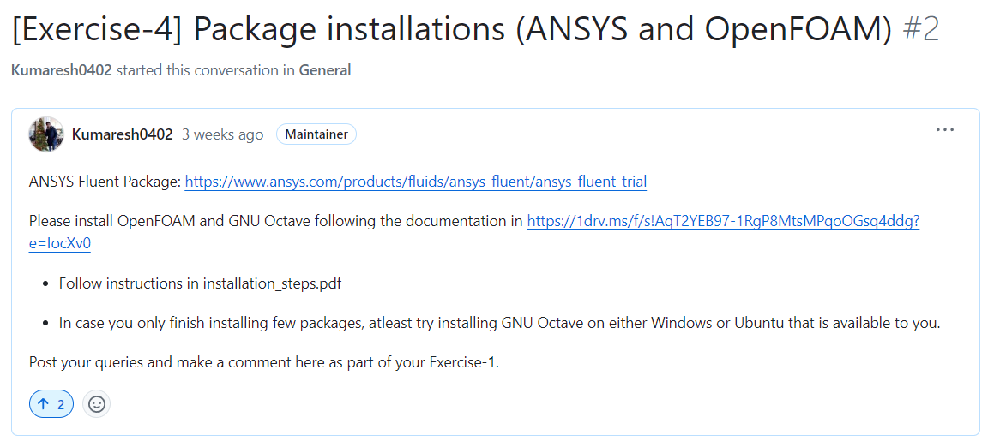 [Exercise-4] Package installations (ANSYS and OpenFOAM) #2
Kumaresh0402 started this conversation in General
Kumaresh0402 3 weeks ago Maintainer
ANSYS Fluent Package: https://www.ansys.com/products/fluids/ansys-fluent/ansys-fluent-trial
Please install OpenFOAM and GNU Octave following the documentation in https://1drv.ms/f/s!AqT2YEB97-1RgP8MtsMPqoOGsq4ddg?
e=IocXv0
• Follow instructions in installation_steps.pdf
• In case you only finish installing few packages, atleast try installing GNU Octave on either Windows or Ubuntu that is available to you.
Post your queries and make a comment here as part of your Exercise-1.
↑ 2